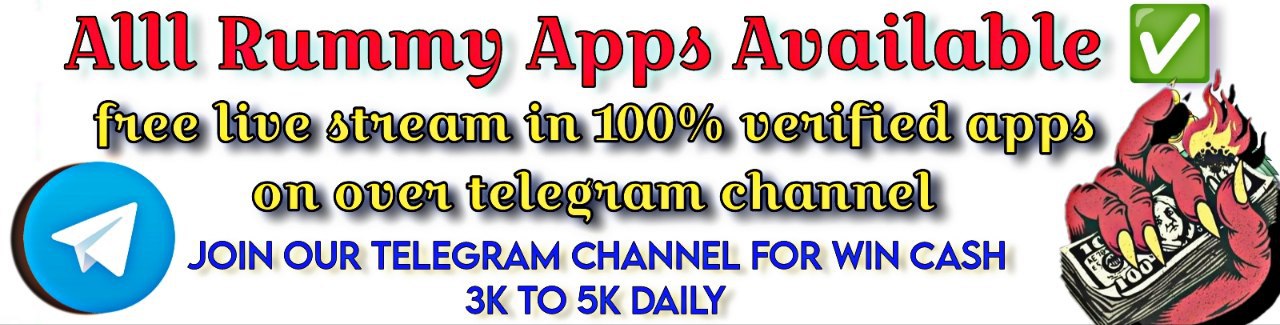 Alll Rummy Apps Available ✅
free live stream in 100% verified apps
on over telegram channel
JOIN OUR TELEGRAM CHANNEL FOR WIN CASH
3K TO 5K DAILY
100